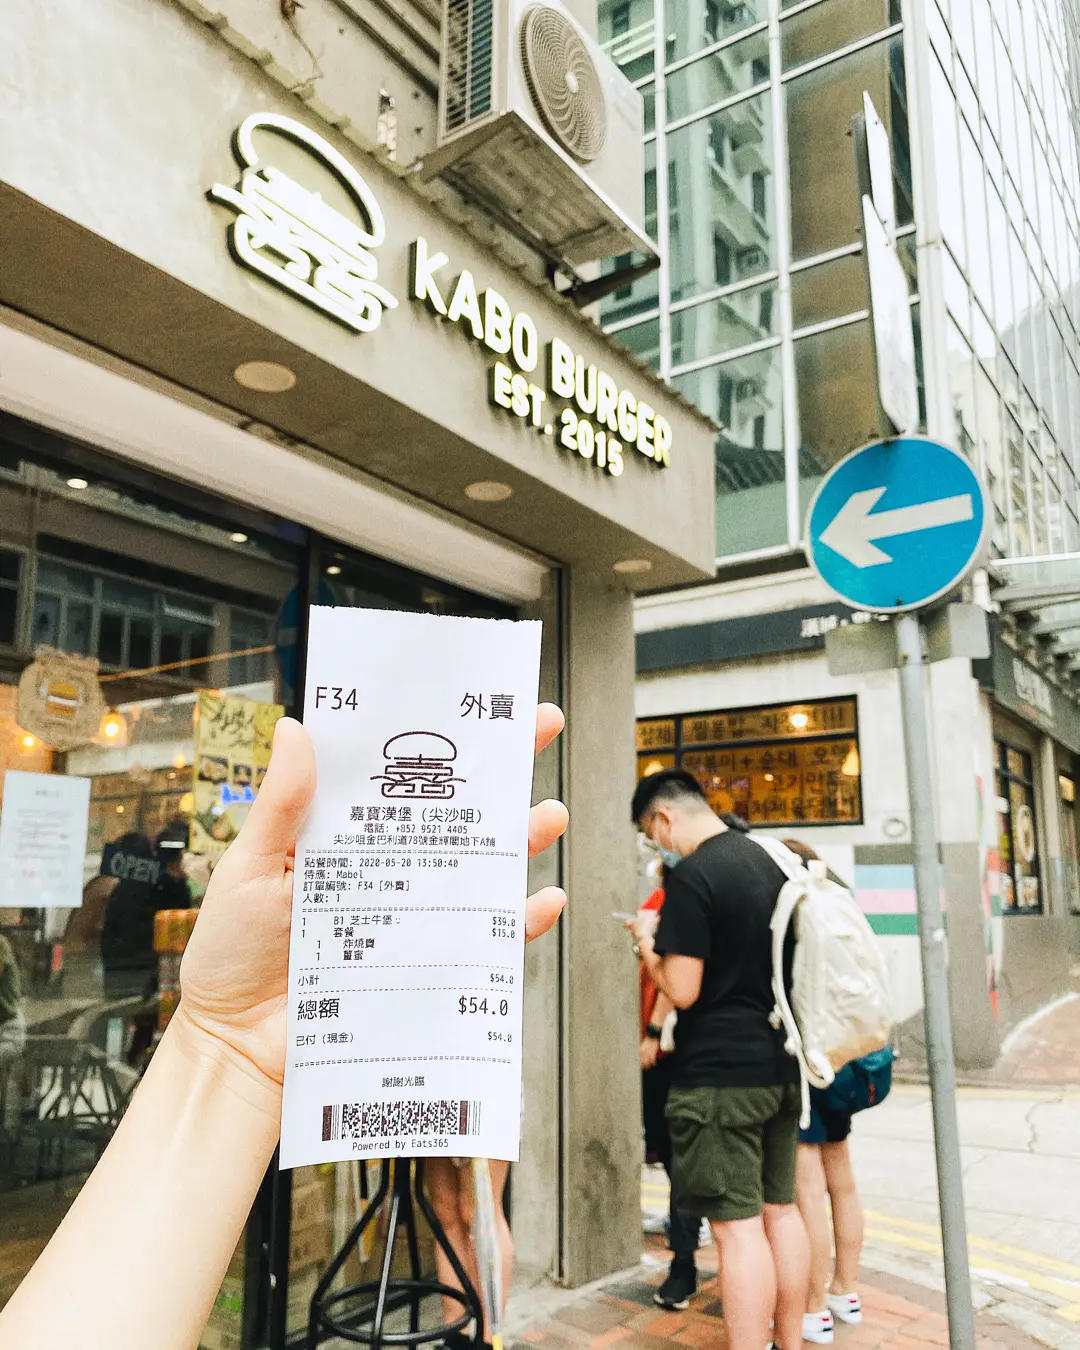 KABO BURGER
EST. 2015
F34 外賣
嘉寶漢堡（尖沙咀）
電話: +852 9521 4405
尖沙咀金巴利道78號金輝閣地下A舖
點餐時間: 2020-05-20 13:50:40
侍應: Mabel
訂單編號: F34 [外賣]
人數: 1
1 B1 芝士牛堡 $39.0
1 套餐 $15.0
1 炸燒賣
1 薑蜜
小計 $54.0
總額 $54.0
已付 (現金) $54.0
謝謝光臨
Powered by Eats365
OPEN